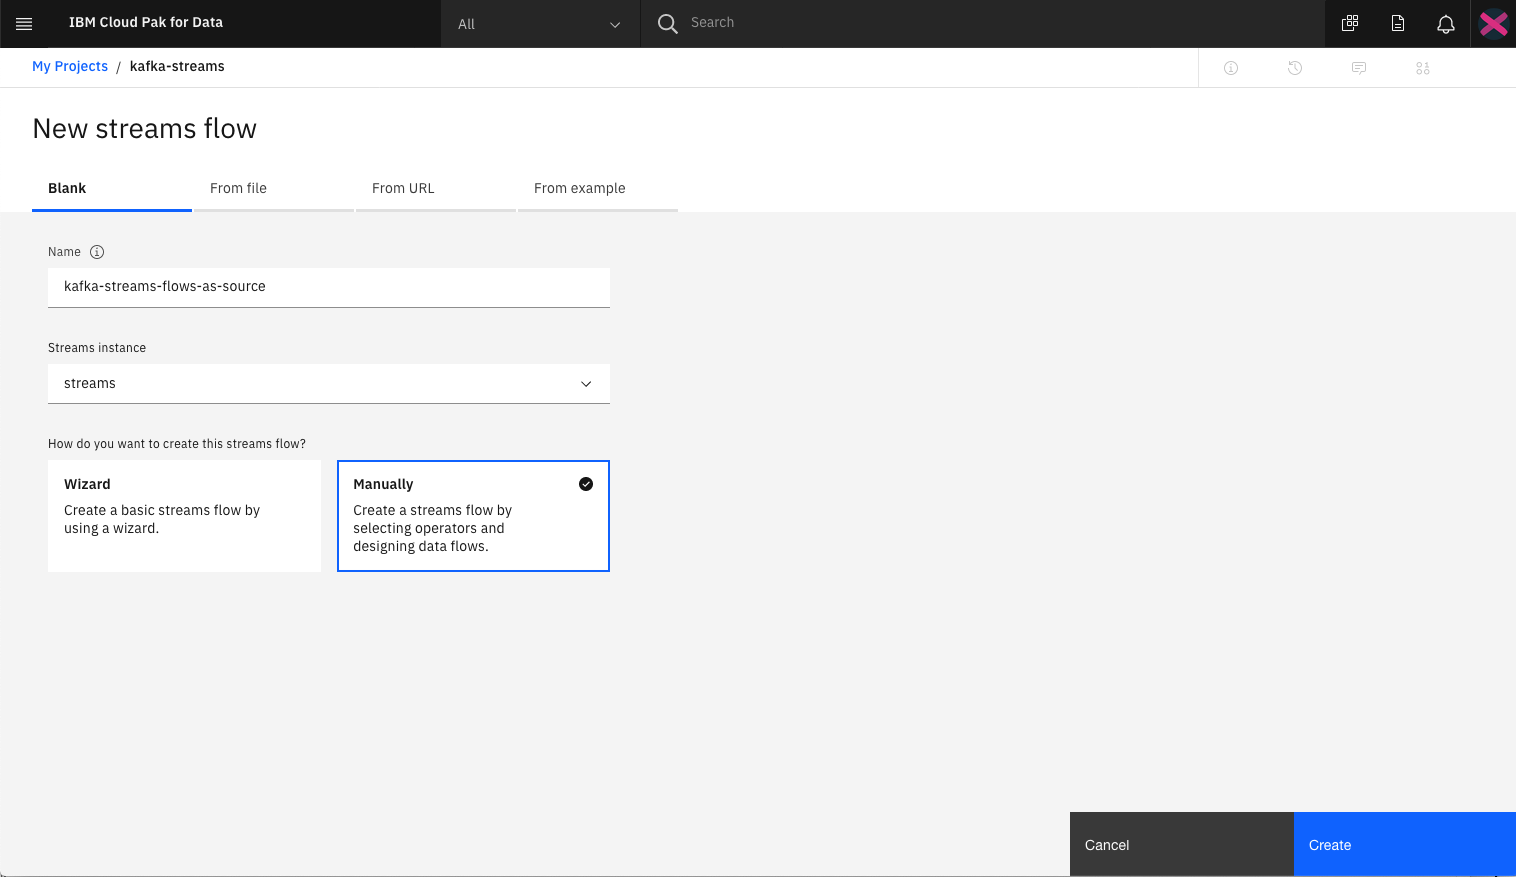 IBM Cloud Pak for Data
All
Search
My Projects / kafka-streams
New streams flow
Blank
From file
From URL
From example
Name
kafka-streams-flows-as-source
Streams instance
streams
How do you want to create this streams flow?
Wizard
Create a basic streams flow by
using a wizard.
Manually
Create a streams flow by
selecting operators and
designing data flows.
Cancel
Create